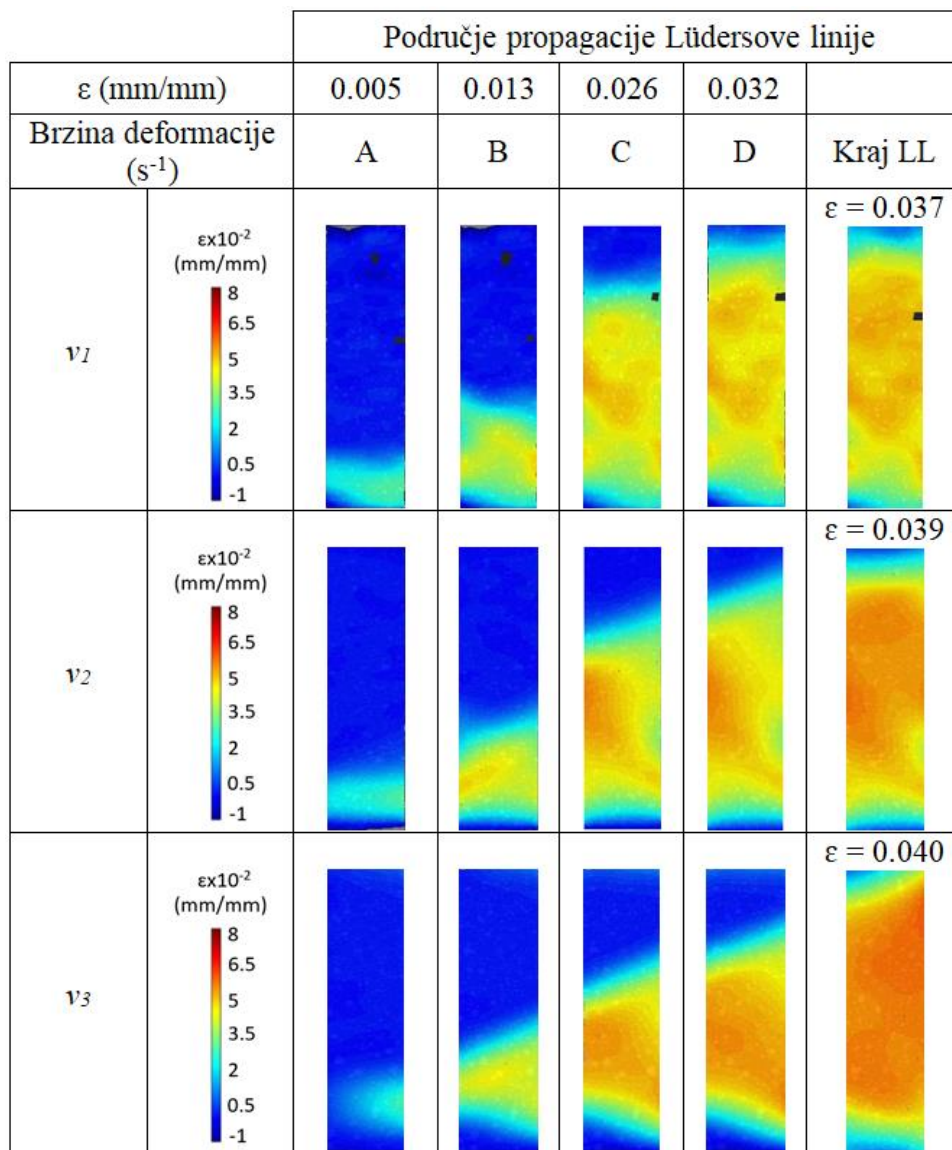 Područje propagacije Lüdersove linije
ε (mm/mm) 0.005 0.013 0.026 0.032
Brzina deformacije
(s⁻¹)
A B C D Kraj LL
ε = 0.037
v₁
εx10⁻²
(mm/mm)
8
6.5
5
3.5
2
0.5
-1
ε = 0.039
v₂
εx10⁻²
(mm/mm)
8
6.5
5
3.5
2
0.5
-1
ε = 0.040
v₃
εx10⁻²
(mm/mm)
8
6.5
5
3.5
2
0.5
-1